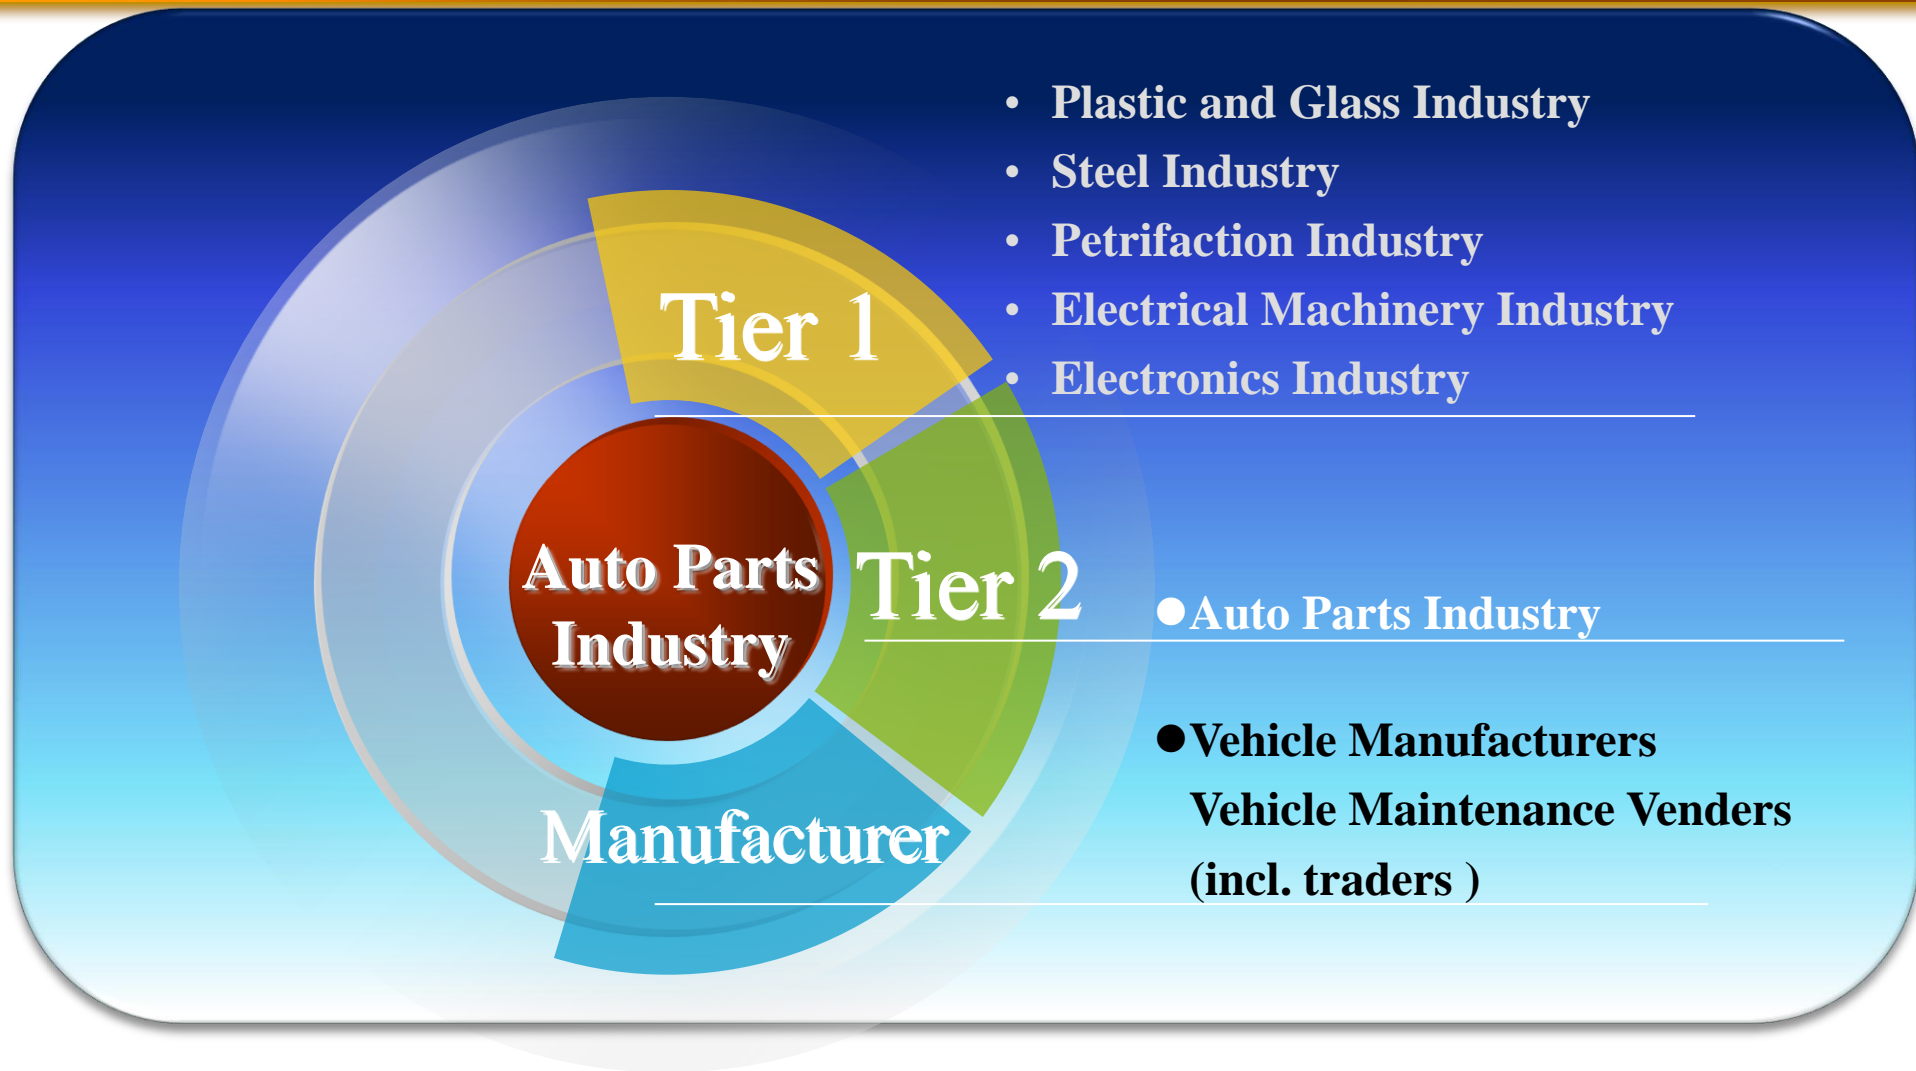 • Plastic and Glass Industry
• Steel Industry
• Petrifaction Industry
• Electrical Machinery Industry
• Electronics Industry
Tier 1
Auto Parts
Industry
Tier 2
●Auto Parts Industry
●Vehicle Manufacturers
Vehicle Maintenance Venders
(incl. traders )
Manufacturer